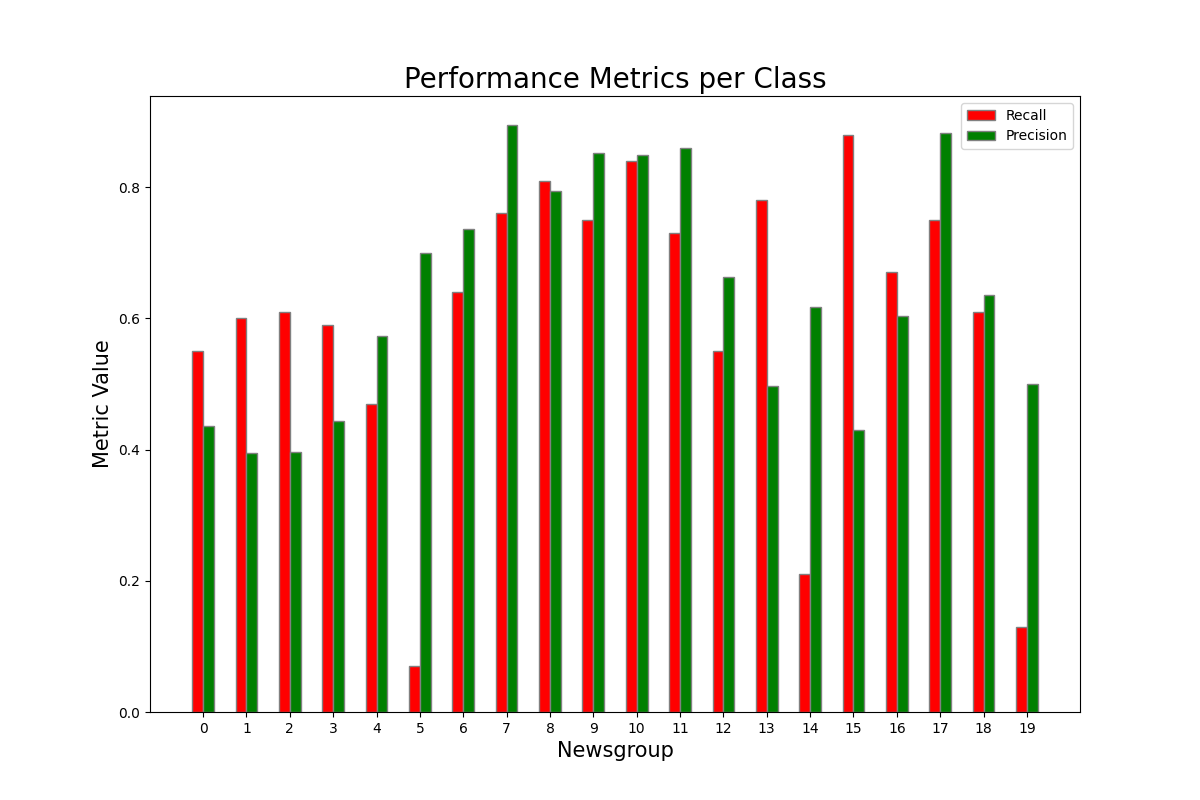 Performance Metrics per Class
Recall
Precision
Metric Value
0.8
0.6
0.4
0.2
0.0
0 1 2 3 4 5 6 7 8 9 10 11 12 13 14 15 16 17 18 19
Newsgroup